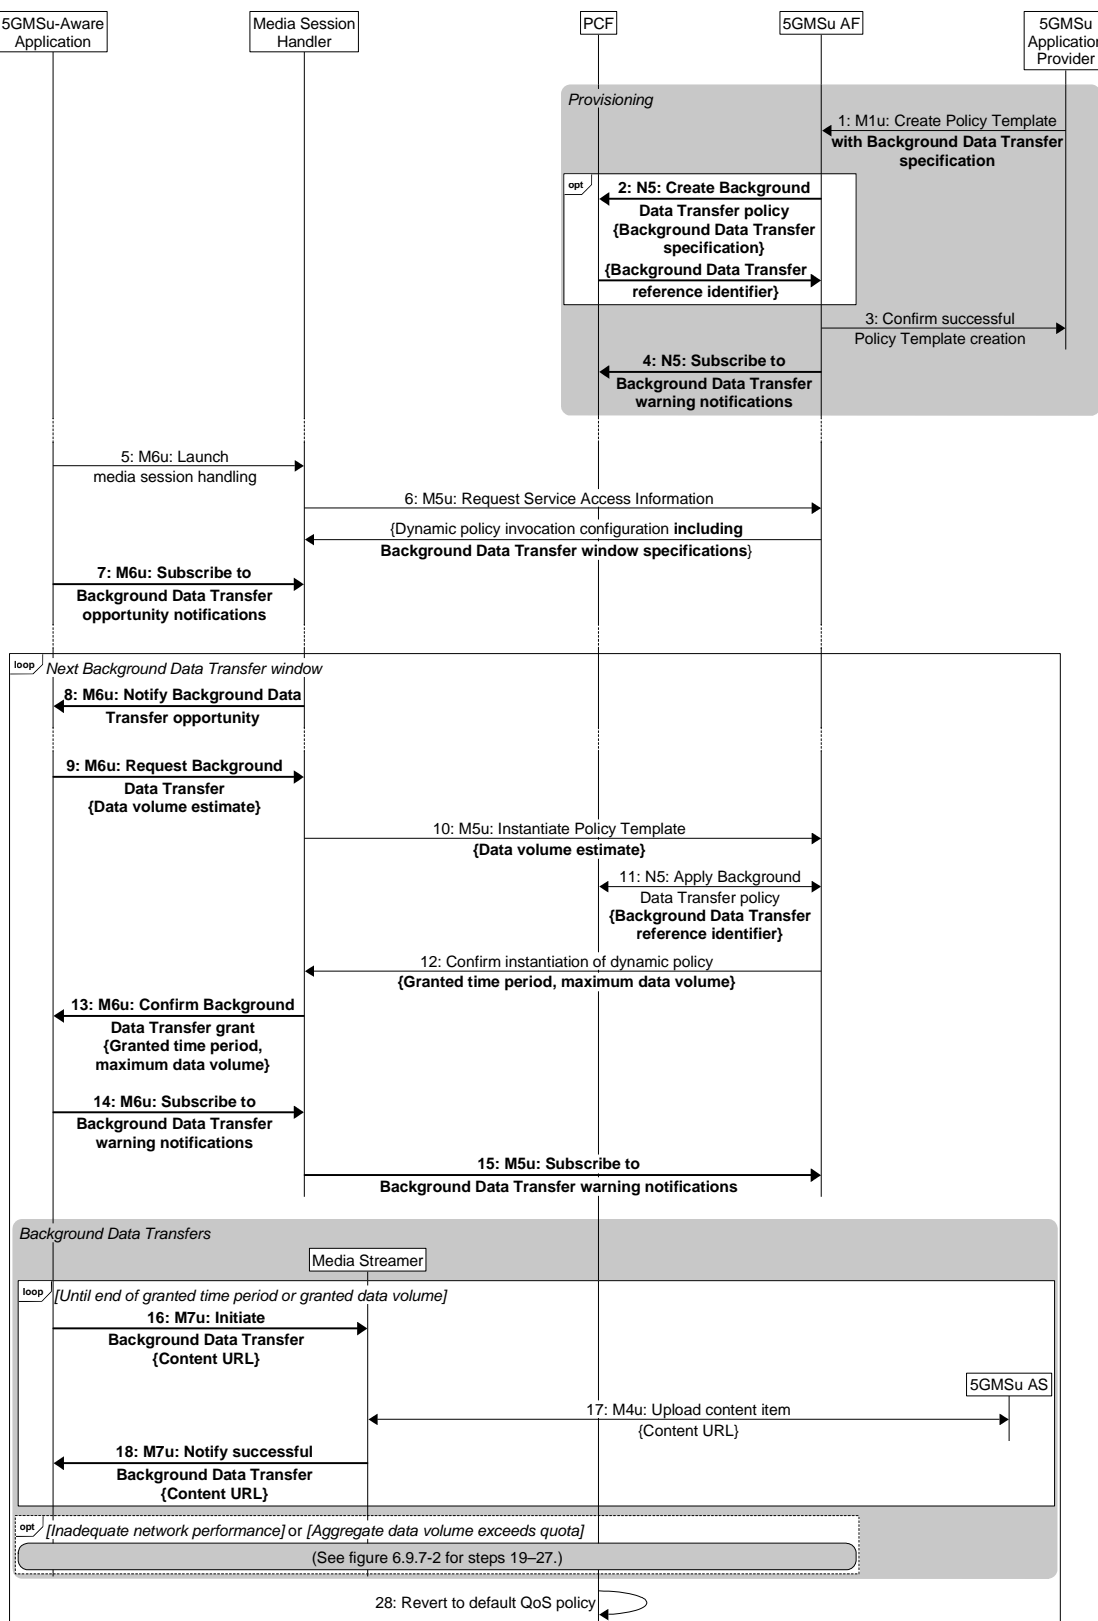 5GMSu-Aware
Application
Media Session
Handler
PCF
5GMSu AF
5GMSu
Application
Provider
Provisioning
1: M1u: Create Policy Template
with Background Data Transfer
specification
opt
2: N5: Create Background
Data Transfer policy
{Background Data Transfer
specification}
{Background Data Transfer
reference identifier}
3: Confirm successful
Policy Template creation
4: N5: Subscribe to
Background Data Transfer
warning notifications
5: M6u: Launch
media session handling
6: M5u: Request Service Access Information
{Dynamic policy invocation configuration including
Background Data Transfer window specifications}
7: M6u: Subscribe to
Background Data Transfer
opportunity notifications
loop
Next Background Data Transfer window
8: M6u: Notify Background Data
Transfer opportunity
9: M6u: Request Background
Data Transfer
{Data volume estimate}
10: M5u: Instantiate Policy Template
{Data volume estimate}
11: N5: Apply Background
Data Transfer policy
{Background Data Transfer
reference identifier}
12: Confirm instantiation of dynamic policy
{Granted time period, maximum data volume}
13: M6u: Confirm Background
Data Transfer grant
{Granted time period,
maximum data volume}
14: M6u: Subscribe to
Background Data Transfer
warning notifications
15: M5u: Subscribe to
Background Data Transfer warning notifications
Background Data Transfers
Media Streamer
loop
[Until end of granted time period or granted data volume]
16: M7u: Initiate
Background Data Transfer
{Content URL}
5GMSu AS
17: M4u: Upload content item
{Content URL}
18: M7u: Notify successful
Background Data Transfer
{Content URL}
opt
[Inadequate network performance] or [Aggregate data volume exceeds quota]
(See figure 6.9.7-2 for steps 19–27.)
28: Revert to default QoS policy